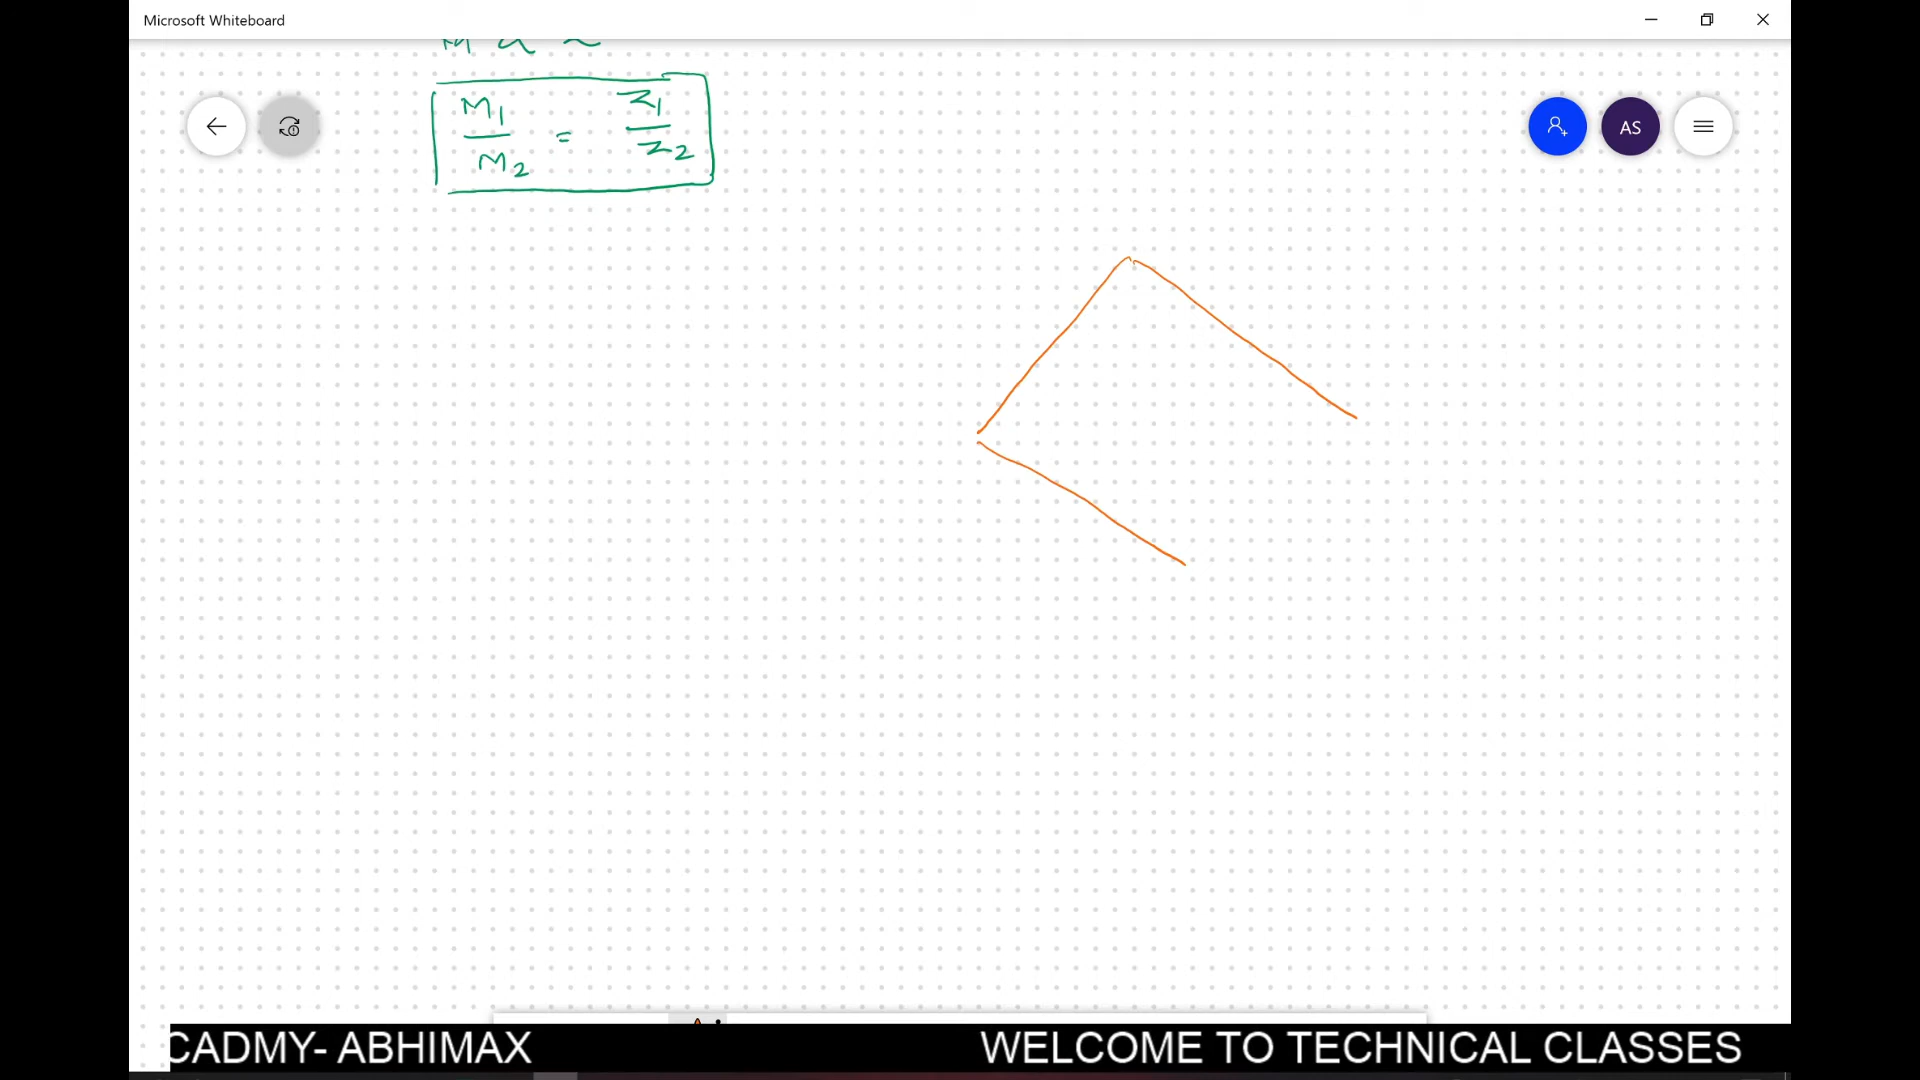 Microsoft Whiteboard
M1 / M2 = Z1 / Z2
AS
CADMY- ABHIMAX WELCOME TO TECHNICAL CLASSES